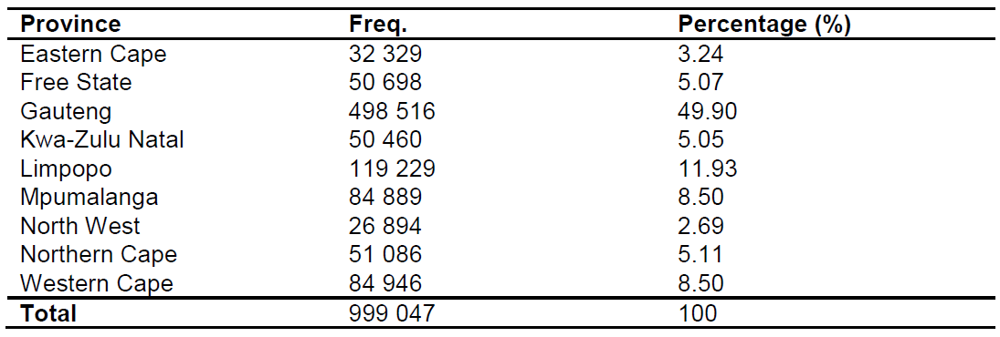 Province Freq. Percentage (%)
Eastern Cape 32 329 3.24
Free State 50 698 5.07
Gauteng 498 516 49.90
Kwa-Zulu Natal 50 460 5.05
Limpopo 119 229 11.93
Mpumalanga 84 889 8.50
North West 26 894 2.69
Northern Cape 51 086 5.11
Western Cape 84 946 8.50
Total 999 047 100